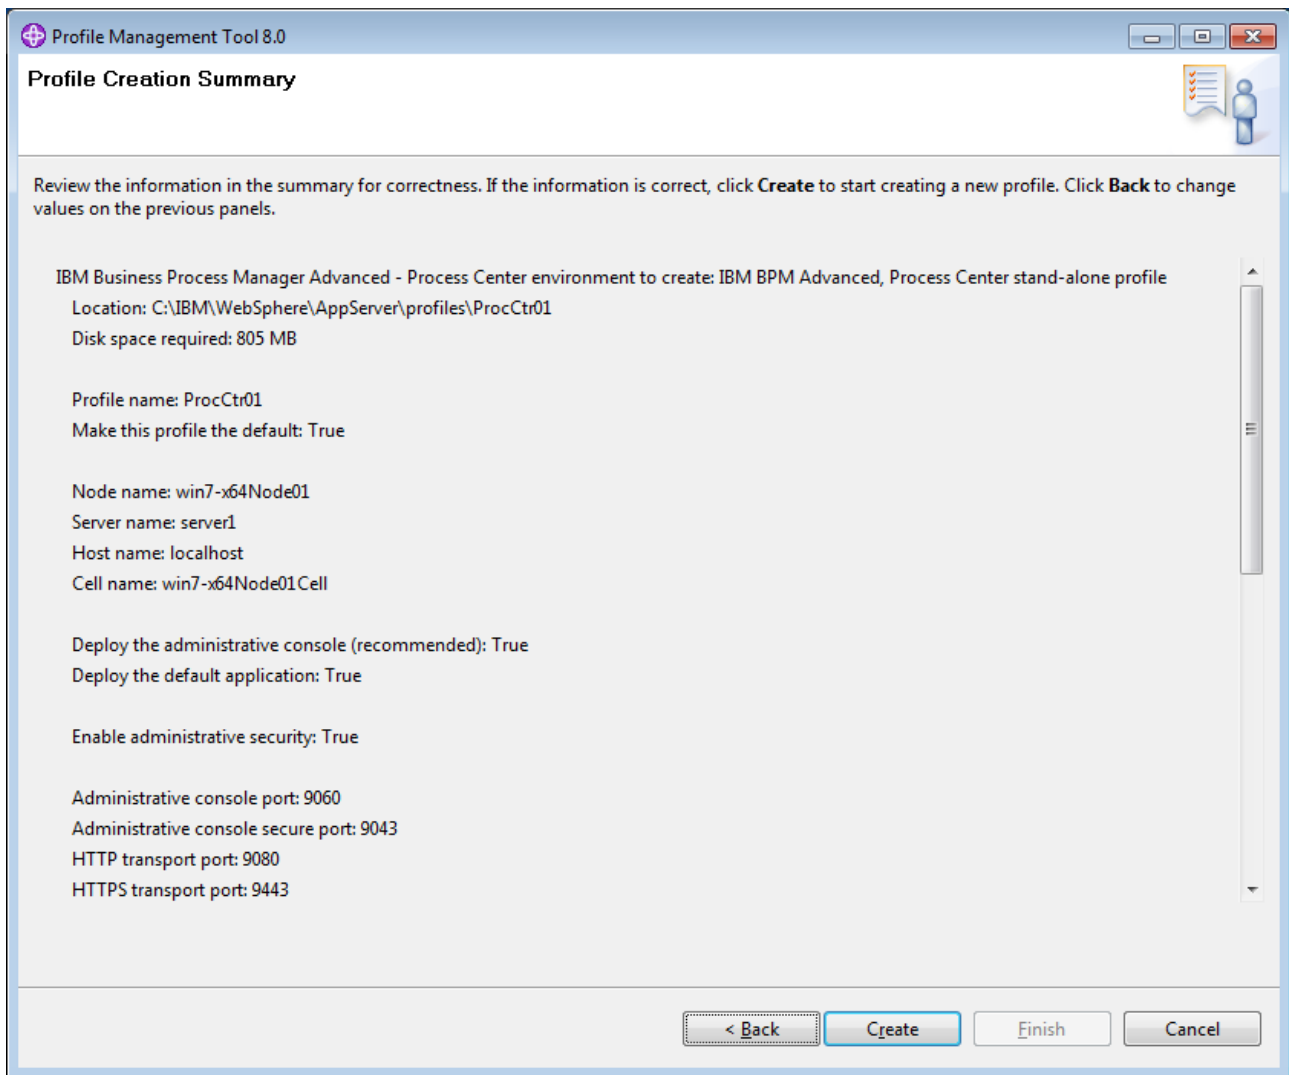 Profile Management Tool 8.0
Profile Creation Summary
Review the information in the summary for correctness. If the information is correct, click Create to start creating a new profile. Click Back to change
values on the previous panels.
IBM Business Process Manager Advanced - Process Center environment to create: IBM BPM Advanced, Process Center stand-alone profile
Location: C:\IBM\WebSphere\AppServer\profiles\ProcCtr01
Disk space required: 805 MB
Profile name: ProcCtr01
Make this profile the default: True
Node name: win7-x64Node01
Server name: server1
Host name: localhost
Cell name: win7-x64Node01Cell
Deploy the administrative console (recommended): True
Deploy the default application: True
Enable administrative security: True
Administrative console port: 9060
Administrative console secure port: 9043
HTTP transport port: 9080
HTTPS transport port: 9443
< Back Create Finish Cancel